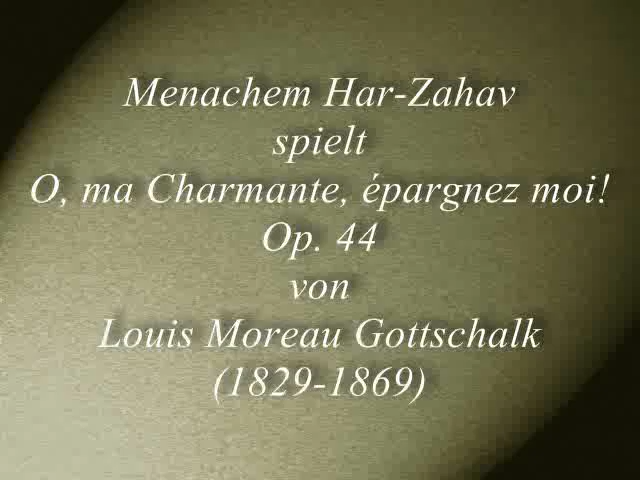 Menachem Har-Zahav
spielt
O, ma Charmante, épargnez moi!
Op. 44
von
Louis Moreau Gottschalk
(1829-1869)